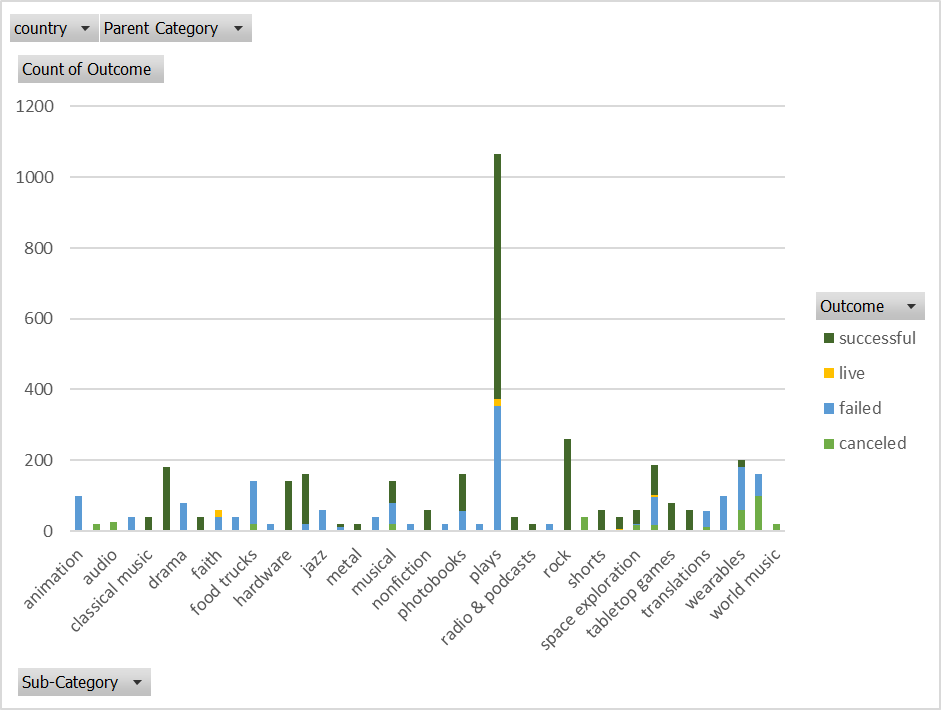 country Parent Category
Count of Outcome
1200
1000
800
600
400
200
0
Outcome
successful
live
failed
canceled
animation
audio
classical music
drama
faith
food trucks
hardware
jazz
metal
musical
nonfiction
photobooks
plays
radio & podcasts
rock
shorts
space exploration
tabletop games
translations
wearables
world music
Sub-Category